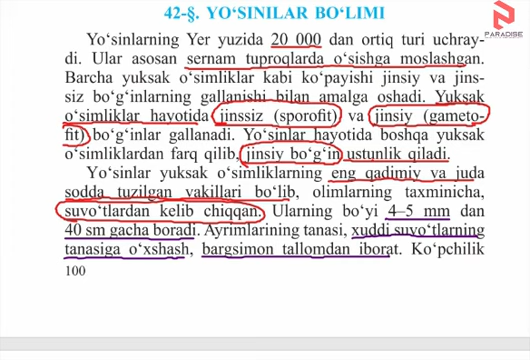 PARADISE
42-§. YO‘SINILAR BO‘LIMI
Yo‘sinlarning Yer yuzida 20 000 dan ortiq turi uchray-
di. Ular asosan sernam tuproqlarda o‘sishga moslashgan.
Barcha yuksak o‘simliklar kabi ko‘payishi jinsiy va jins-
siz bo‘g‘inlarning gallanishi bilan amalga oshadi. Yuksak
o‘simliklar hayotida jinssiz (sporofit) va jinsiy (gameto-
fit) bo‘g‘inlar gallanadi. Yo‘sinlar hayotida boshqa yuksak
o‘simliklardan farq qilib, jinsiy bo‘g‘in ustunlik qiladi.
Yo‘sinlar yuksak o‘simliklarning eng qadimiy va juda
sodda tuzilgan vakillari bo‘lib, olimlarning taxminicha,
suvo‘tlardan kelib chiqqan. Ularning bo‘yi 4–5 mm dan
40 sm gacha boradi. Ayrimlarining tanasi, xuddi suvo‘tlarning
tanasiga o‘xshash, bargsimon tallomdan iborat. Ko‘pchilik
100